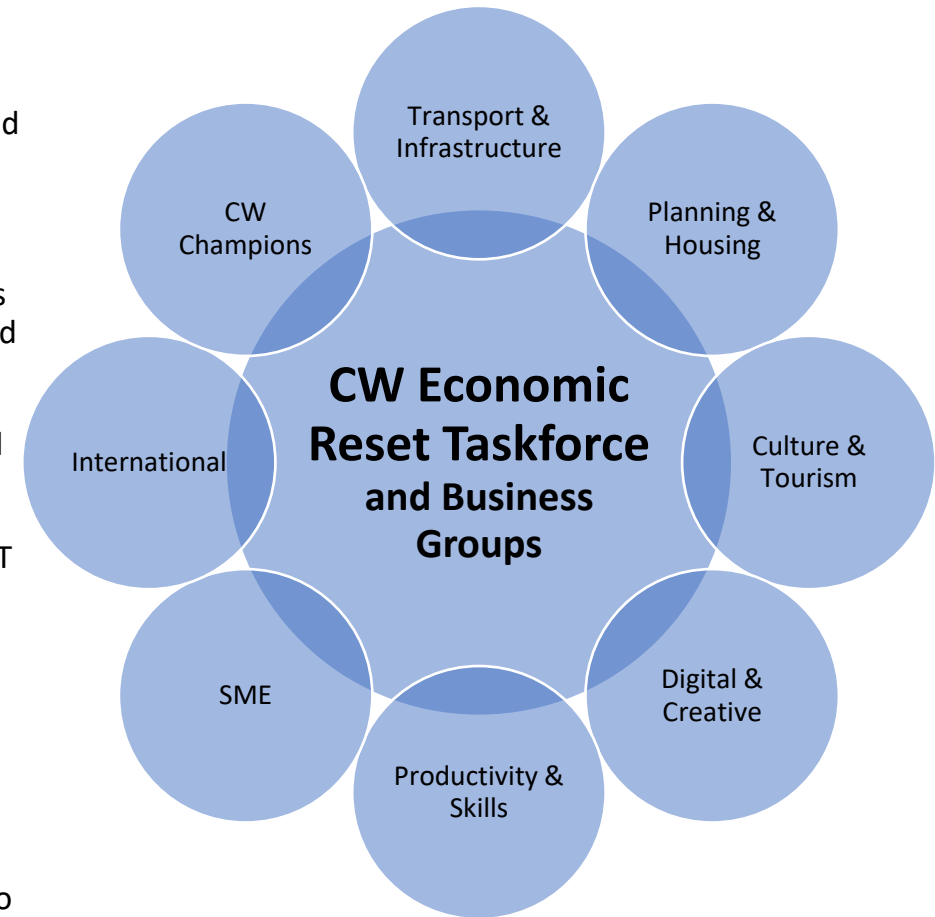 d
s
d
l
T
o
Transport &
Infrastructure
CW
Champions
Planning &
Housing
CW Economic
Reset Taskforce
and Business
Groups
International
Culture &
Tourism
SME
Digital &
Creative
Productivity &
Skills